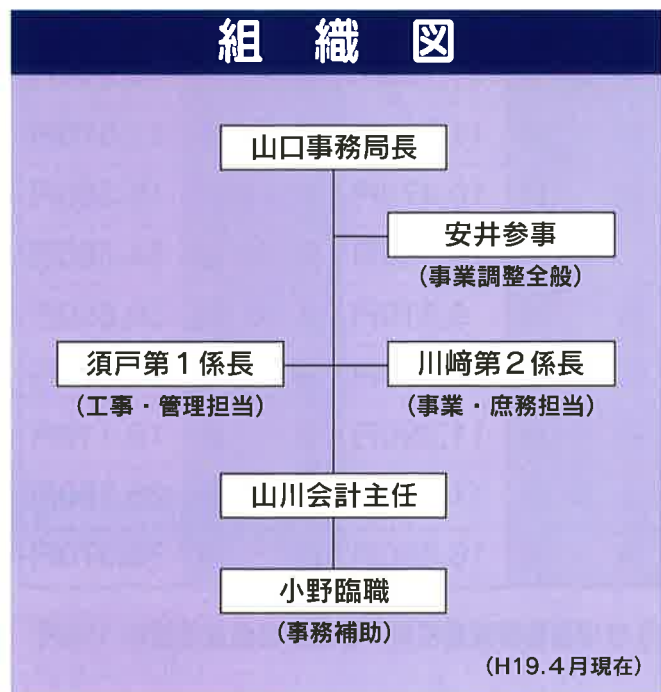 組織図
山口事務局長
安井参事
(事業調整全般)
須戸第1係長
(工事・管理担当)
川﨑第2係長
(事業・庶務担当)
山川会計主任
小野臨職
(事務補助)
(H19.4月現在)